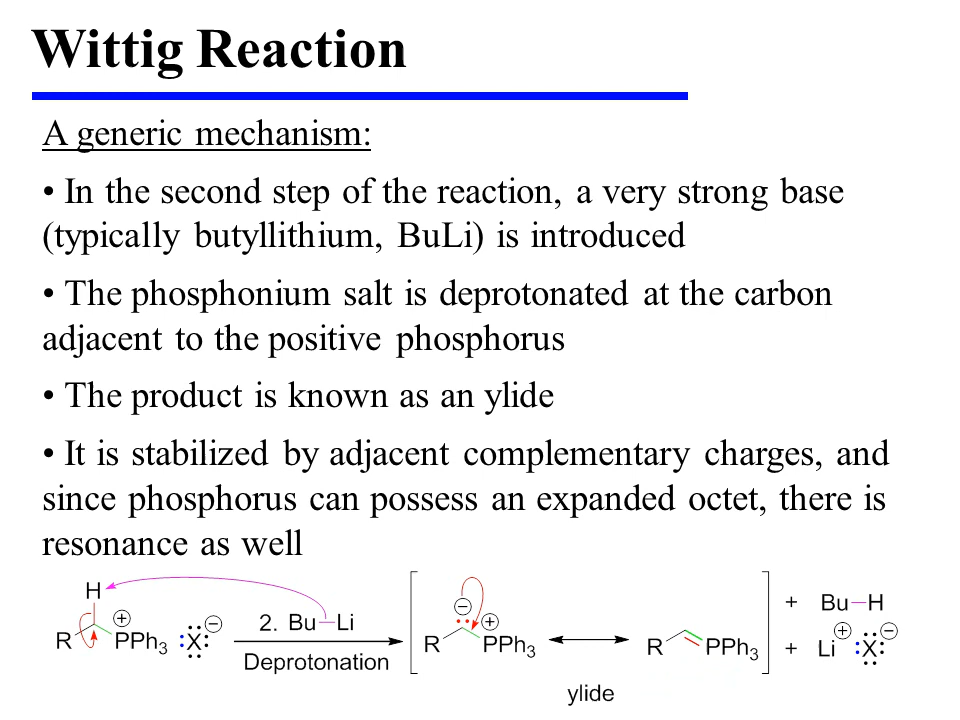 Wittig Reaction
A generic mechanism:
• In the second step of the reaction, a very strong base
(typically butyllithium, BuLi) is introduced
• The phosphonium salt is deprotonated at the carbon
adjacent to the positive phosphorus
• The product is known as an ylide
• It is stabilized by adjacent complementary charges, and
since phosphorus can possess an expanded octet, there is
resonance as well
H
R PPh3 X
2. Bu Li
Deprotonation
R PPh3
R PPh3
ylide
+ Bu H
+ Li X